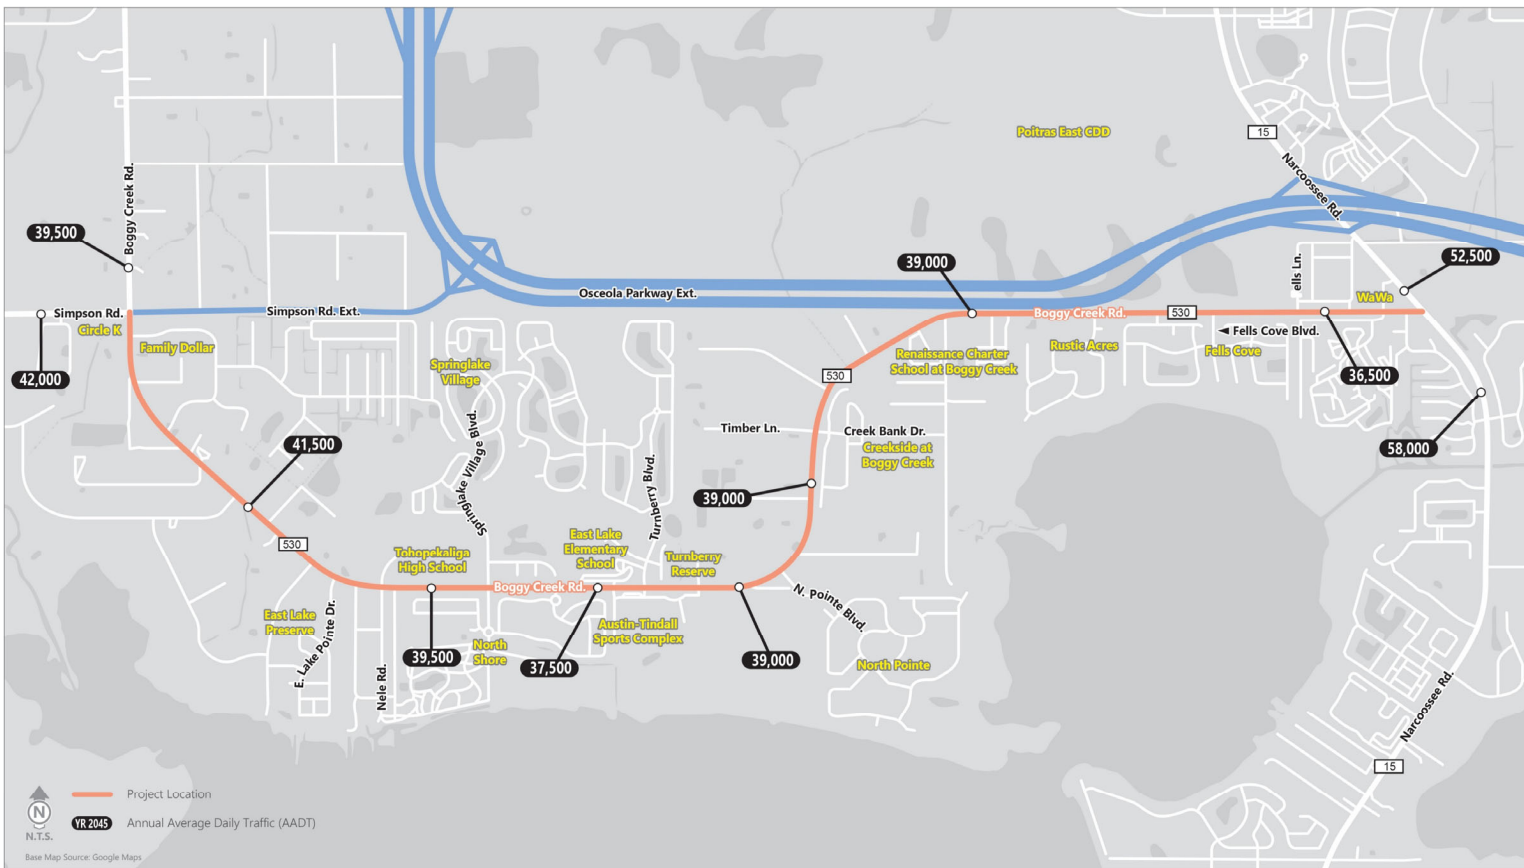 Poitras East CDD
15
Narcoossee Rd.
Boggy Creek Rd.
39,500
52,500
39,000
ells Ln.
Osceola Parkway Ext.
WaWa
Simpson Rd.
Simpson Rd. Ext.
Boggy Creek Rd.
530
Circle K
Fells Cove Blvd.
Family Dollar
Rustic Acres
Fells Cove
Renaissance Charter
School at Boggy Creek
Springlake
Village
42,000
530
36,500
Timber Ln.
Creek Bank Dr.
Creekside at
Boggy Creek
41,500
58,000
Springlake Village Blvd.
Turnberry Blvd.
39,000
530
East Lake
Elementary
School
Tohopekaliga
High School
Turnberry
Reserve
Boggy Creek Rd.
N. Pointe Blvd.
East Lake
Preserve
E. Lake Pointe Dr.
Austin-Tindall
Sports Complex
North
Shore
39,500
37,500
39,000
North Pointe
Nele Rd.
Narcoossee Rd.
15
N
N.T.S.
Project Location
YR 2045
Annual Average Daily Traffic (AADT)
Base Map Source: Google Maps